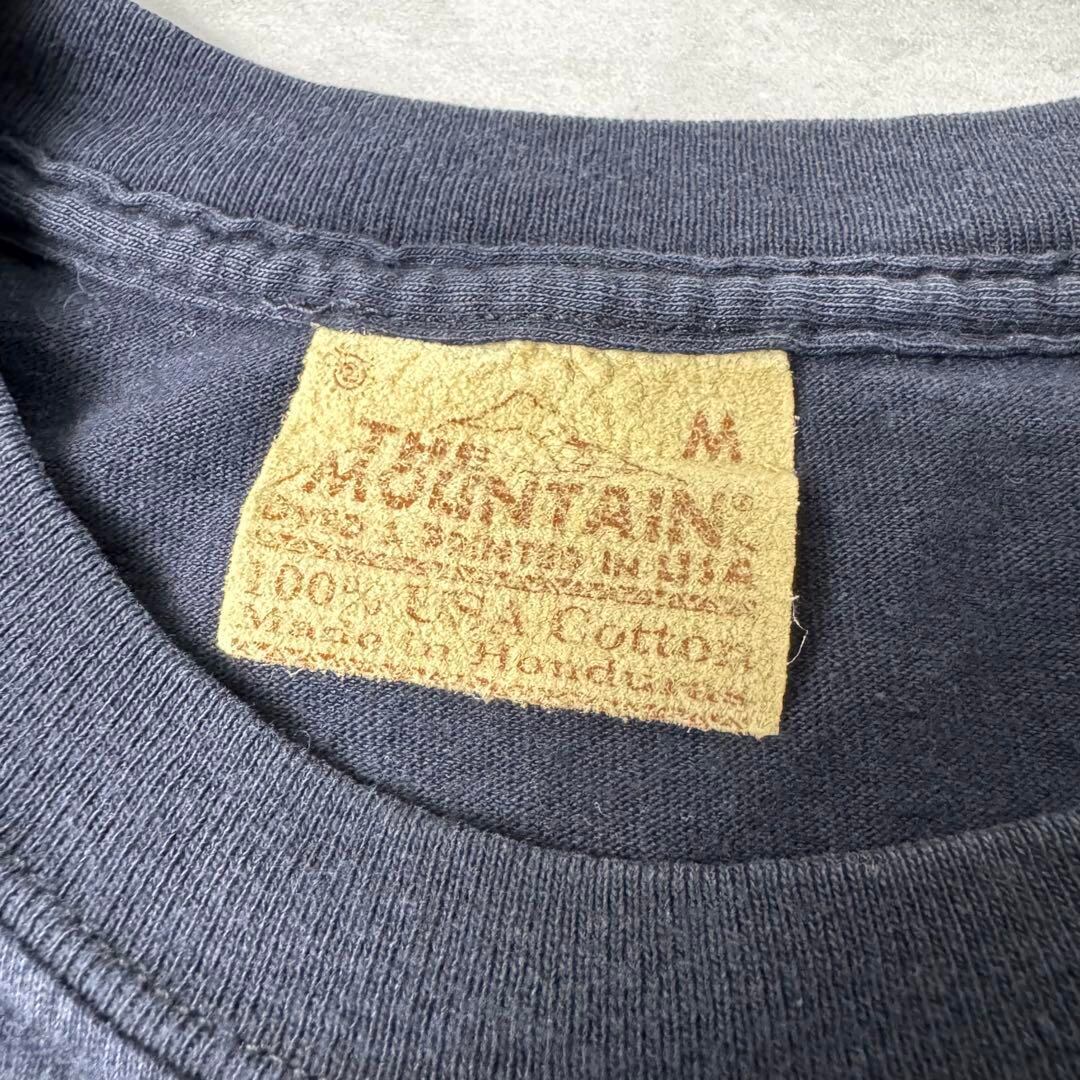 M
THE
MOUNTAIN®
DYED & PRINTED IN USA
100% USA Cotton
Made in Honduras